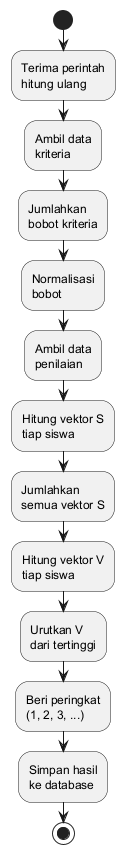 Terima perintah
hitung ulang
Ambil data
kriteria
Jumlahkan
bobot kriteria
Normalisasi
bobot
Ambil data
penilaian
Hitung vektor S
tiap siswa
Jumlahkan
semua vektor S
Hitung vektor V
tiap siswa
Urutkan V
dari tertinggi
Beri peringkat
(1, 2, 3, ...)
Simpan hasil
ke database